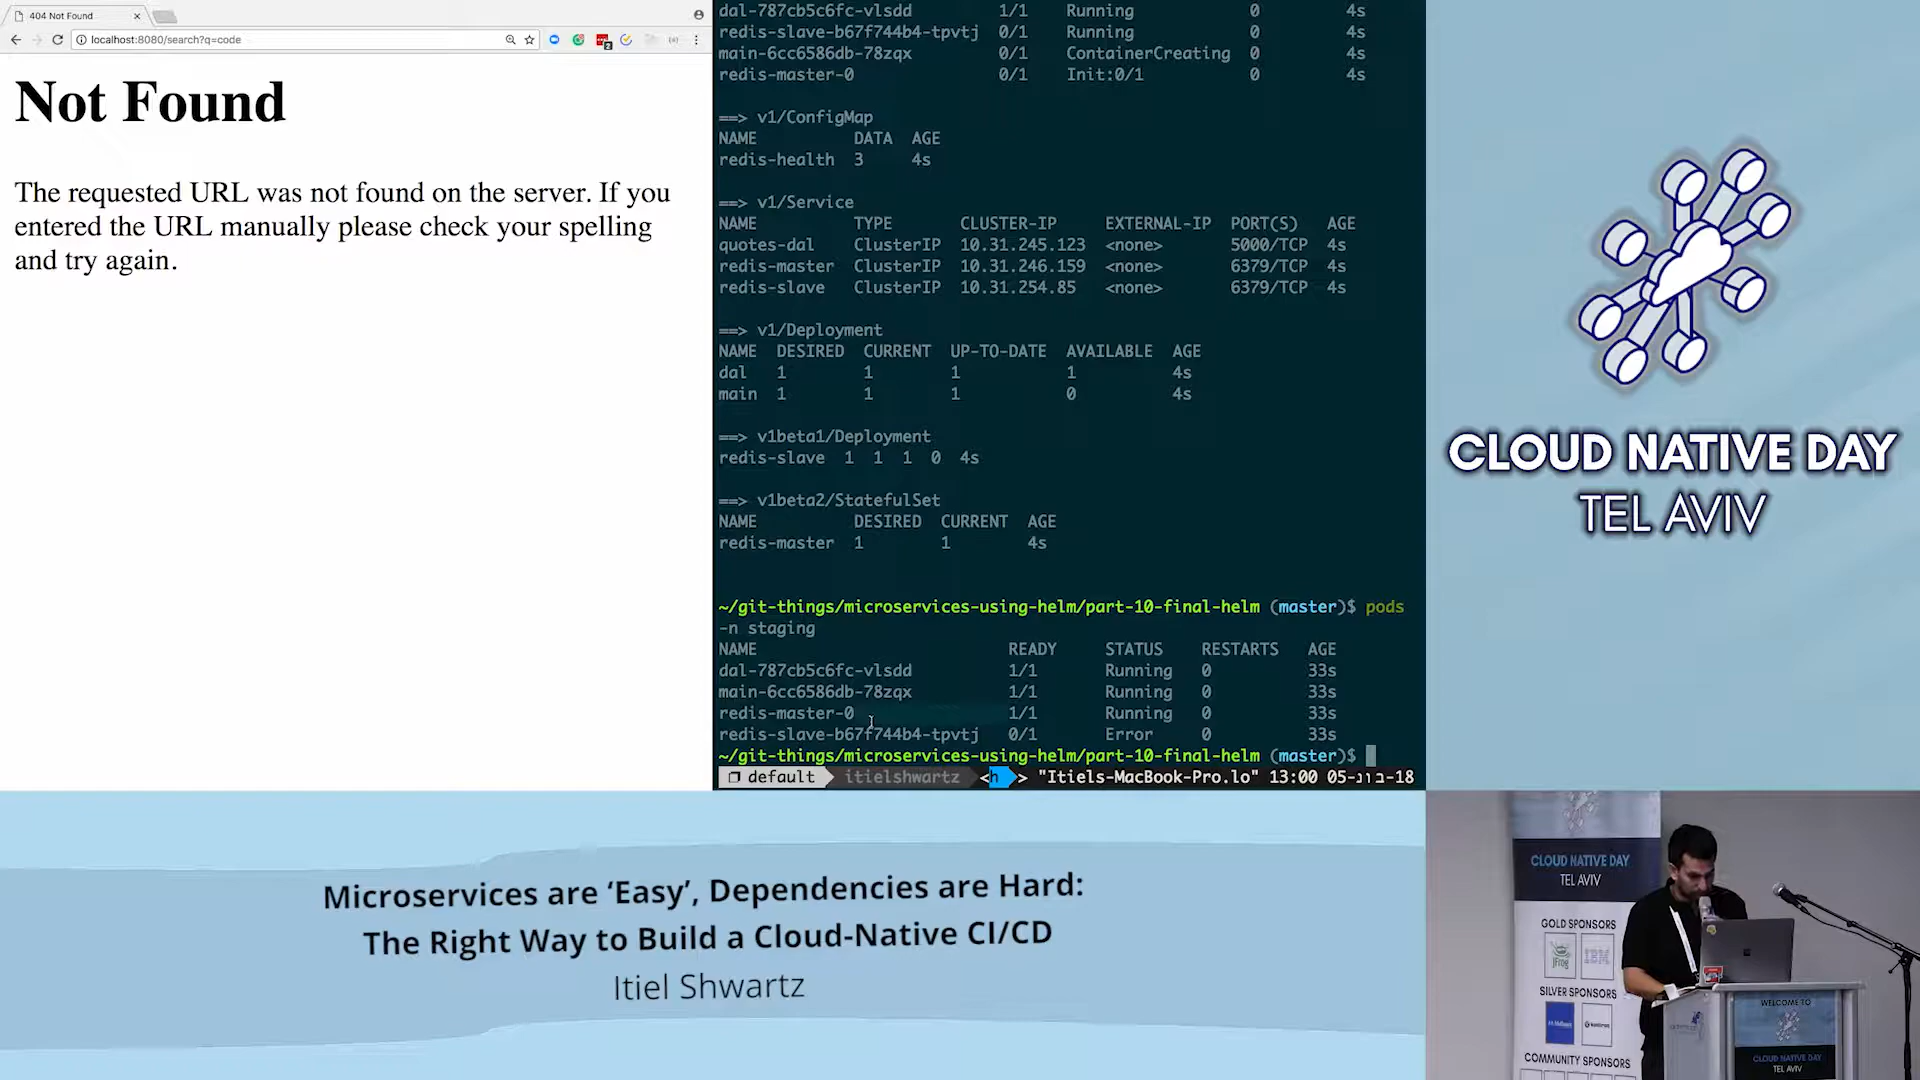 404 Not Found
localhost:8080/search?q=code
Not Found
The requested URL was not found on the server. If you
entered the URL manually please check your spelling
and try again.
dal-787cb5c6fc-vlsdd 1/1 Running 0 4s
redis-slave-b67f744b4-tpvtj 0/1 Running 0 4s
main-6cc6586db-78zqx 0/1 ContainerCreating 0 4s
redis-master-0 0/1 Init:0/1 0 4s
==> v1/ConfigMap
NAME DATA AGE
redis-health 3 4s
==> v1/Service
NAME TYPE CLUSTER-IP EXTERNAL-IP PORT(S) AGE
quotes-dal ClusterIP 10.31.245.123 <none> 5000/TCP 4s
redis-master ClusterIP 10.31.246.159 <none> 6379/TCP 4s
redis-slave ClusterIP 10.31.254.85 <none> 6379/TCP 4s
==> v1/Deployment
NAME DESIRED CURRENT UP-TO-DATE AVAILABLE AGE
dal 1 1 1 1 4s
main 1 1 1 0 4s
==> v1beta1/Deployment
redis-slave 1 1 1 0 4s
==> v1beta2/StatefulSet
NAME DESIRED CURRENT AGE
redis-master 1 1 4s
~/git-things/microservices-using-helm/part-10-final-helm (master)$ pods
-n staging
NAME READY STATUS RESTARTS AGE
dal-787cb5c6fc-vlsdd 1/1 Running 0 33s
main-6cc6586db-78zqx 1/1 Running 0 33s
redis-master-0 1/1 Running 0 33s
redis-slave-b67f744b4-tpvtj 0/1 Error 0 33s
~/git-things/microservices-using-helm/part-10-final-helm (master)$
default itielshwartz <h > "Itiels-MacBook-Pro.lo" 13:00 05-בונ-18
CLOUD NATIVE DAY
TEL AVIV
Microservices are ‘Easy’, Dependencies are Hard:
The Right Way to Build a Cloud-Native CI/CD
Itiel Shwartz
CLOUD NATIVE DAY
TEL AVIV
GOLD SPONSORS
JFrog IBM
SILVER SPONSORS
COMMUNITY SPONSORS
WELCOME TO
CLOUD NATIVE DAY
TEL AVIV